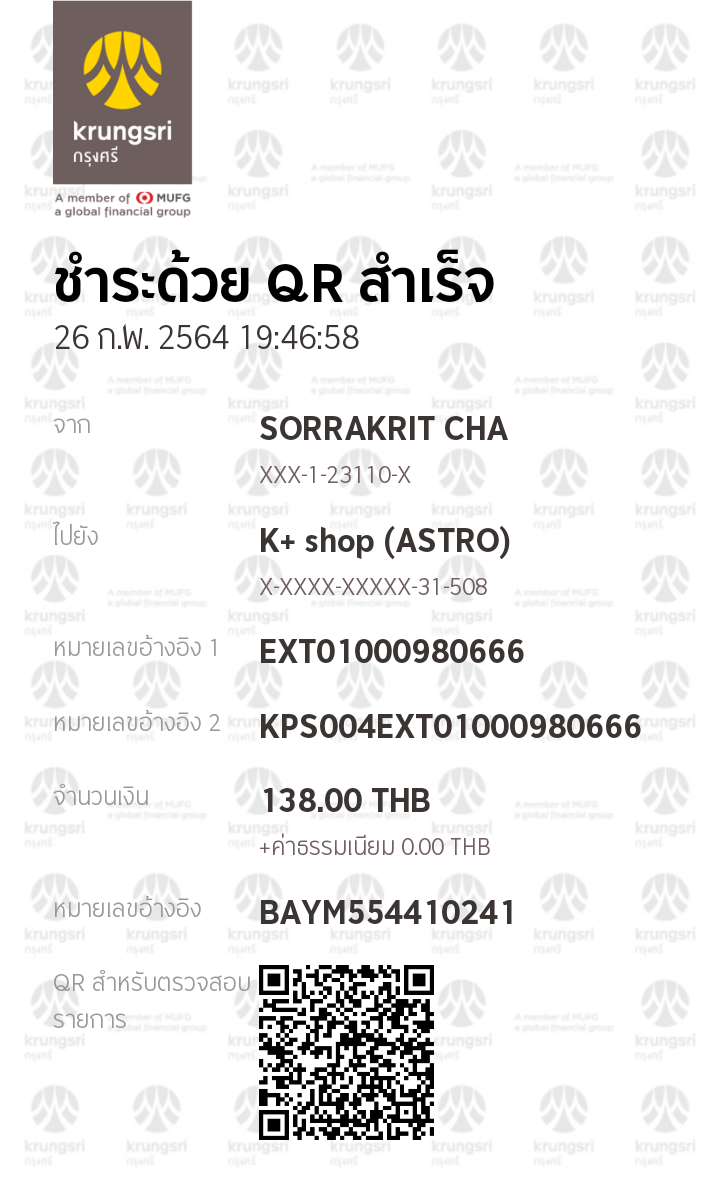 krungsri
กรุงศรี
A member of MUFG
a global financial group
ชำระด้วย QR สำเร็จ
26 ก.พ. 2564 19:46:58
จาก
SORRAKRIT CHA
XXX-1-23110-X
ไปยัง
K+ shop (ASTRO)
X-XXXX-XXXXX-31-508
หมายเลขอ้างอิง 1
EXT01000980666
หมายเลขอ้างอิง 2
KPS004EXT01000980666
จำนวนเงิน
138.00 THB
+ค่าธรรมเนียม 0.00 THB
หมายเลขอ้างอิง
BAYM554410241
QR สำหรับตรวจสอบ
รายการ